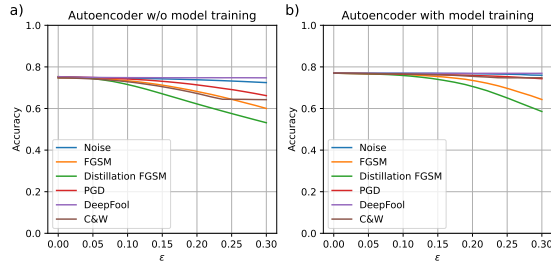 a)
Autoencoder w/o model training
1.0
0.8
0.6
0.4
0.2
0.0
Accuracy
Noise
FGSM
Distillation FGSM
PGD
DeepFool
C&W
0.00 0.05 0.10 0.15 0.20 0.25 0.30
ε
b)
Autoencoder with model training
1.0
0.8
0.6
0.4
0.2
0.0
Accuracy
Noise
FGSM
Distillation FGSM
PGD
DeepFool
C&W
0.00 0.05 0.10 0.15 0.20 0.25 0.30
ε